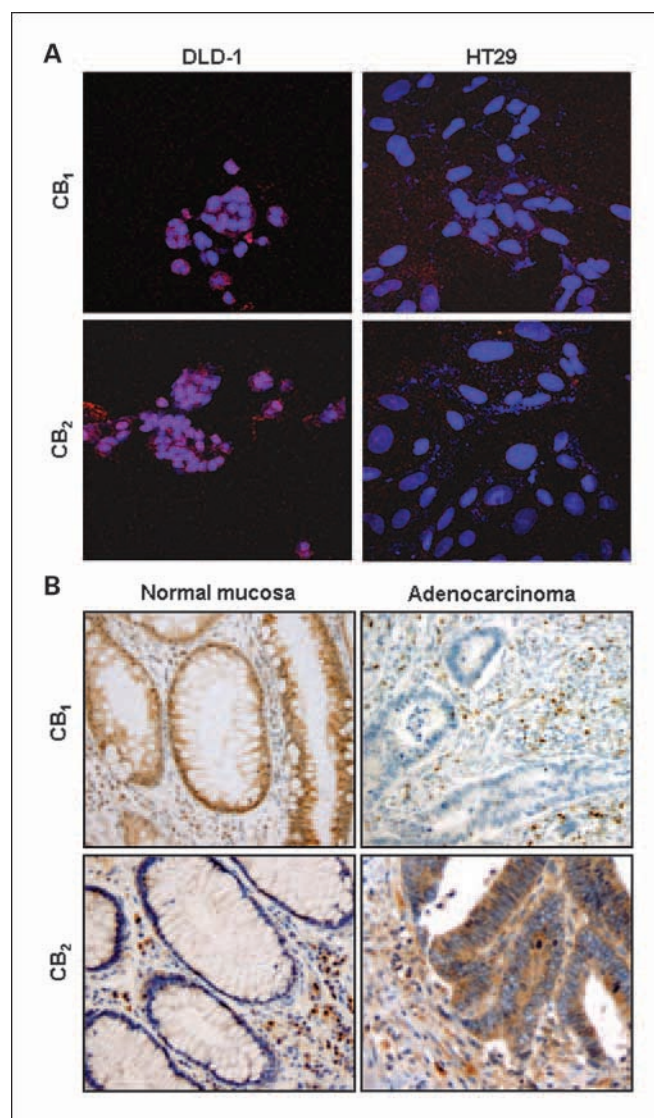 A
DLD-1 HT29
CB₁
CB₂
B
Normal mucosa Adenocarcinoma
CB₁
CB₂